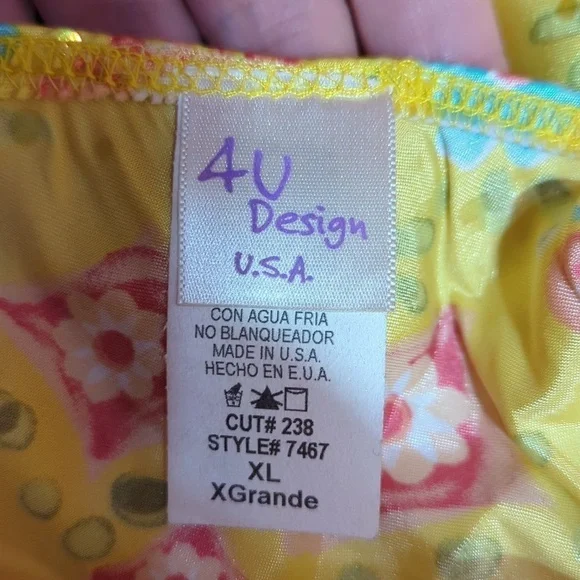 4U
Design
U.S.A.
CON AGUA FRIA
NO BLANQUEADOR
MADE IN U.S.A.
HECHO EN E.U.A.
CUT# 238
STYLE# 7467
XL
XGrande